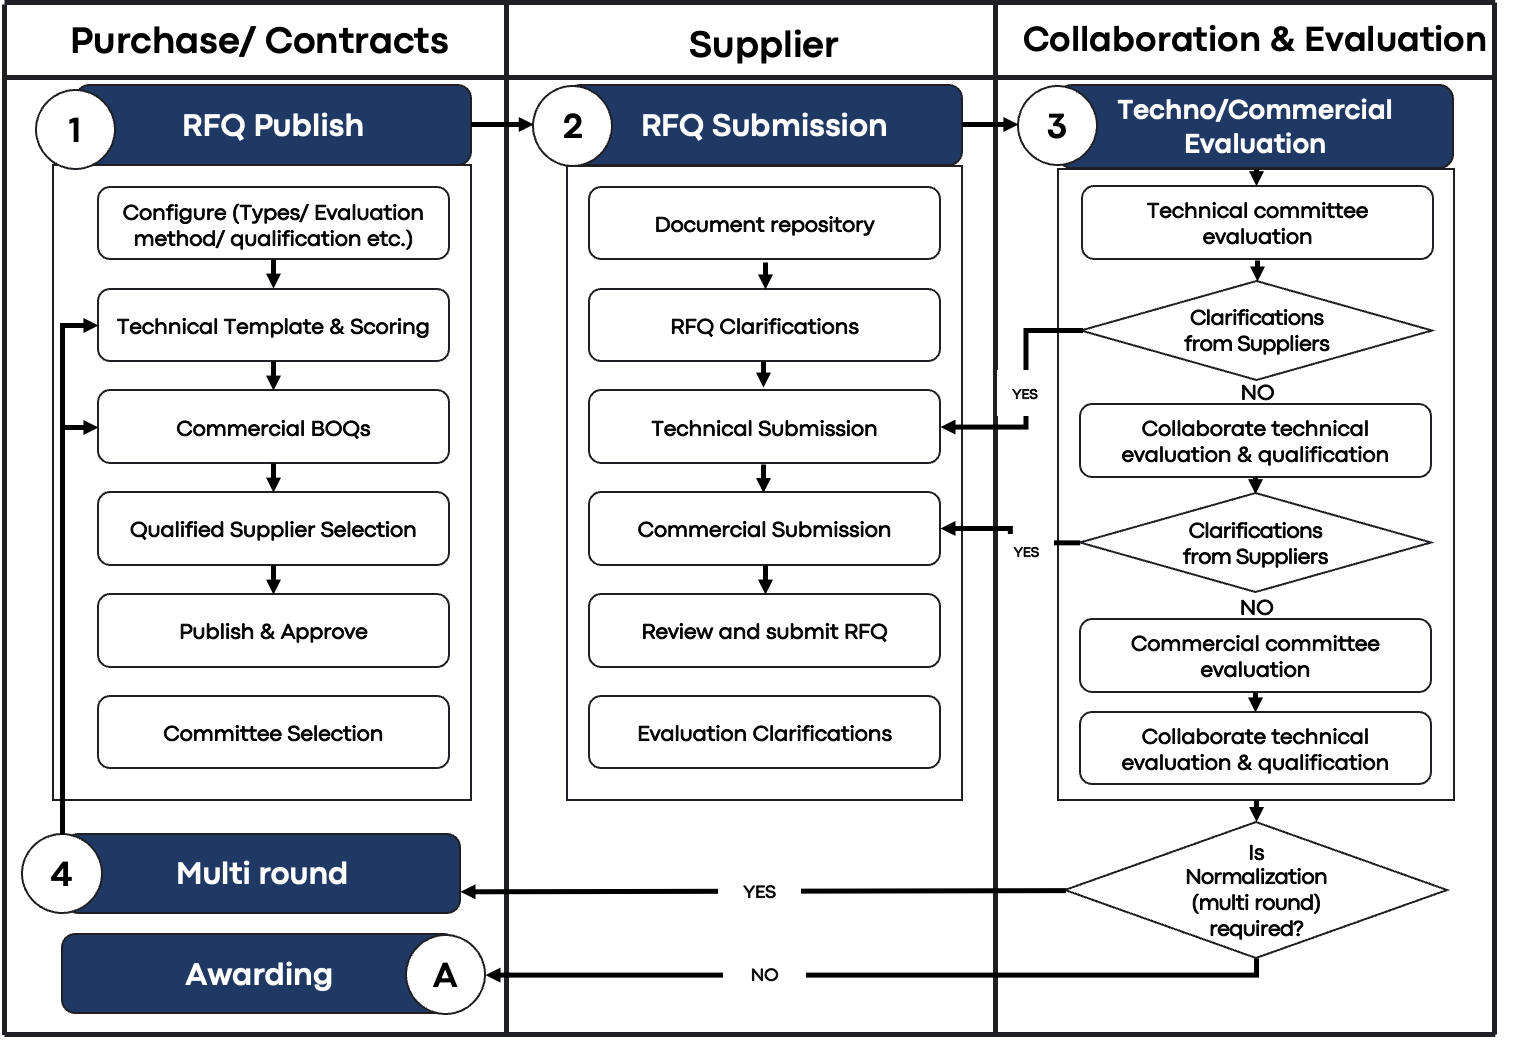 Purchase/ Contracts
Supplier
Collaboration & Evaluation
1
RFQ Publish
2
RFQ Submission
3
Techno/Commercial
Evaluation
Configure (Types/ Evaluation
method/ qualification etc.)
Technical Template & Scoring
Commercial BOQs
Qualified Supplier Selection
Publish & Approve
Committee Selection
Document repository
RFQ Clarifications
Technical Submission
Commercial Submission
Review and submit RFQ
Evaluation Clarifications
Technical committee
evaluation
Clarifications
from Suppliers
YES
NO
Collaborate technical
evaluation & qualification
Clarifications
from Suppliers
YES
NO
Commercial committee
evaluation
Collaborate technical
evaluation & qualification
Is
Normalization
(multi round)
required?
YES
4
Multi round
NO
Awarding
A